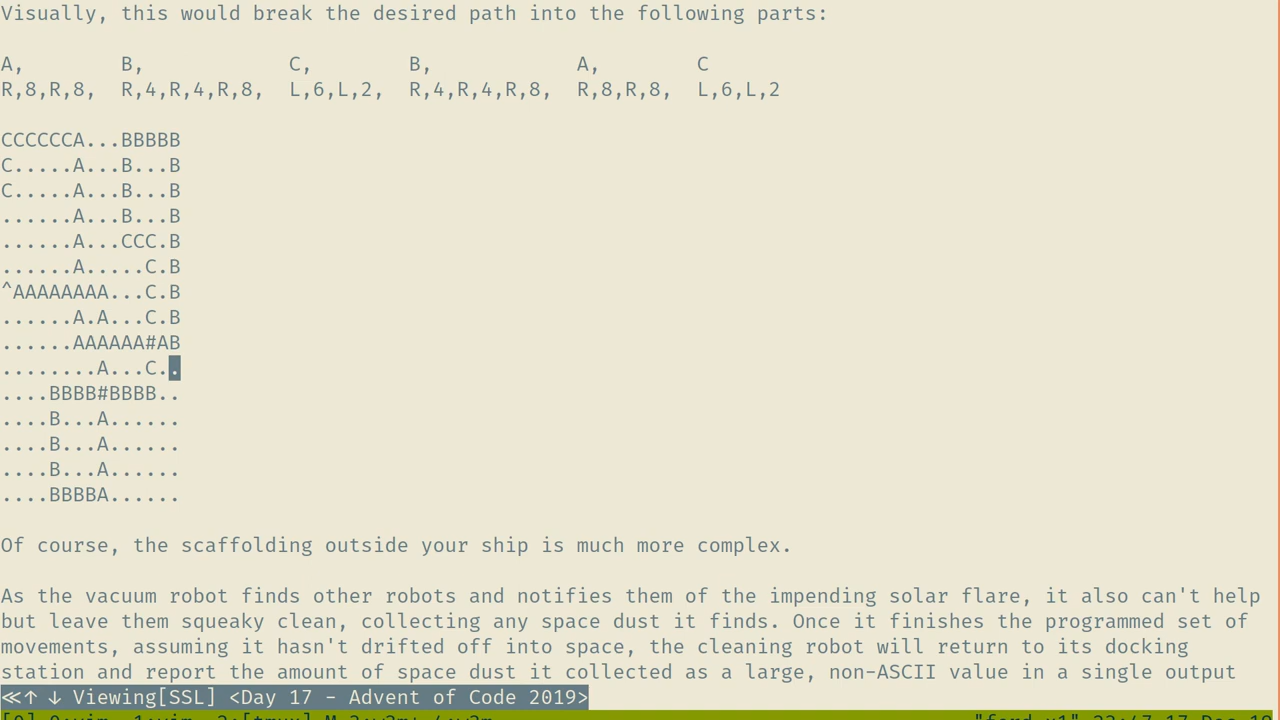 Visually, this would break the desired path into the following parts:
A,        B,            C,        B,            A,        C
R,8,R,8,  R,4,R,4,R,8,  L,6,L,2,  R,4,R,4,R,8,  R,8,R,8,  L,6,L,2
CCCCCCA...BBBBB
C.....A...B...B
C.....A...B...B
......A...B...B
......A...CCC.B
......A.....C.B
^AAAAAAAA...C.B
......A.A...C.B
......AAAAAA#AB
........A...C..
....BBBB#BBBB..
....B...A......
....B...A......
....B...A......
....BBBBA......
Of course, the scaffolding outside your ship is much more complex.
As the vacuum robot finds other robots and notifies them of the impending solar flare, it also can't help
but leave them squeaky clean, collecting any space dust it finds. Once it finishes the programmed set of
movements, assuming it hasn't drifted off into space, the cleaning robot will return to its docking
station and report the amount of space dust it collected as a large, non-ASCII value in a single output
≪↑ ↓ Viewing[SSL] <Day 17 - Advent of Code 2019>